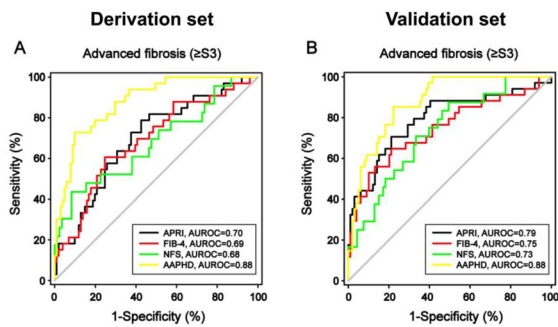 Derivation set
Validation set
A
Advanced fibrosis (≥S3)
100
80
60
40
20
0
Sensitivity (%)
APRI, AUROC=0.70
FIB-4, AUROC=0.69
NFS, AUROC=0.68
AAPHD, AUROC=0.88
0 20 40 60 80 100
1-Specificity (%)
B
Advanced fibrosis (≥S3)
100
80
60
40
20
0
Sensitivity (%)
APRI, AUROC=0.79
FIB-4, AUROC=0.75
NFS, AUROC=0.73
AAPHD, AUROC=0.88
0 20 40 60 80 100
1-Specificity (%)